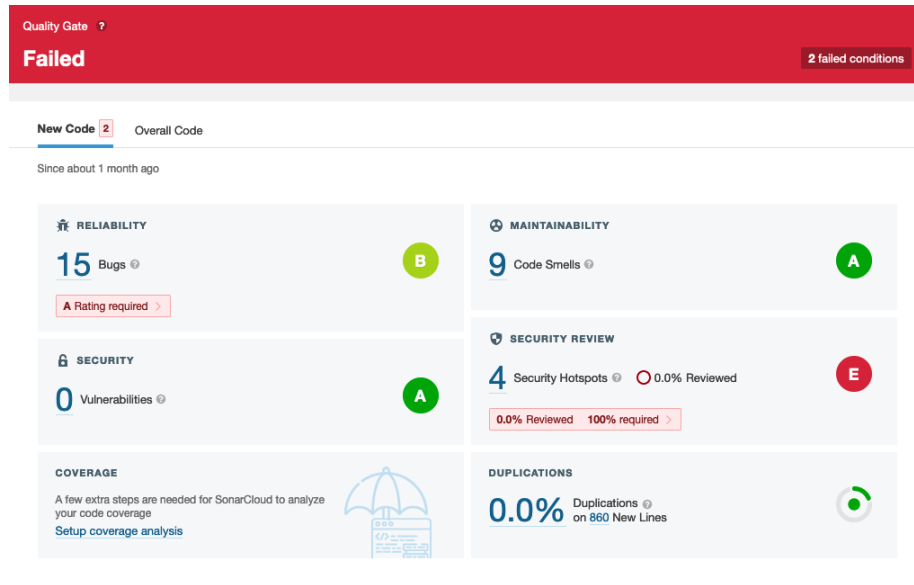 Quality Gate ?
Failed
2 failed conditions
New Code 2 Overall Code
Since about 1 month ago
RELIABILITY
15 Bugs ?
B
A Rating required >
MAINTAINABILITY
9 Code Smells ?
A
SECURITY
0 Vulnerabilities ?
A
SECURITY REVIEW
4 Security Hotspots ? 0.0% Reviewed
E
0.0% Reviewed 100% required >
COVERAGE
A few extra steps are needed for SonarCloud to analyze
your code coverage
Setup coverage analysis
</>
DUPLICATIONS
0.0% Duplications ?
on 860 New Lines